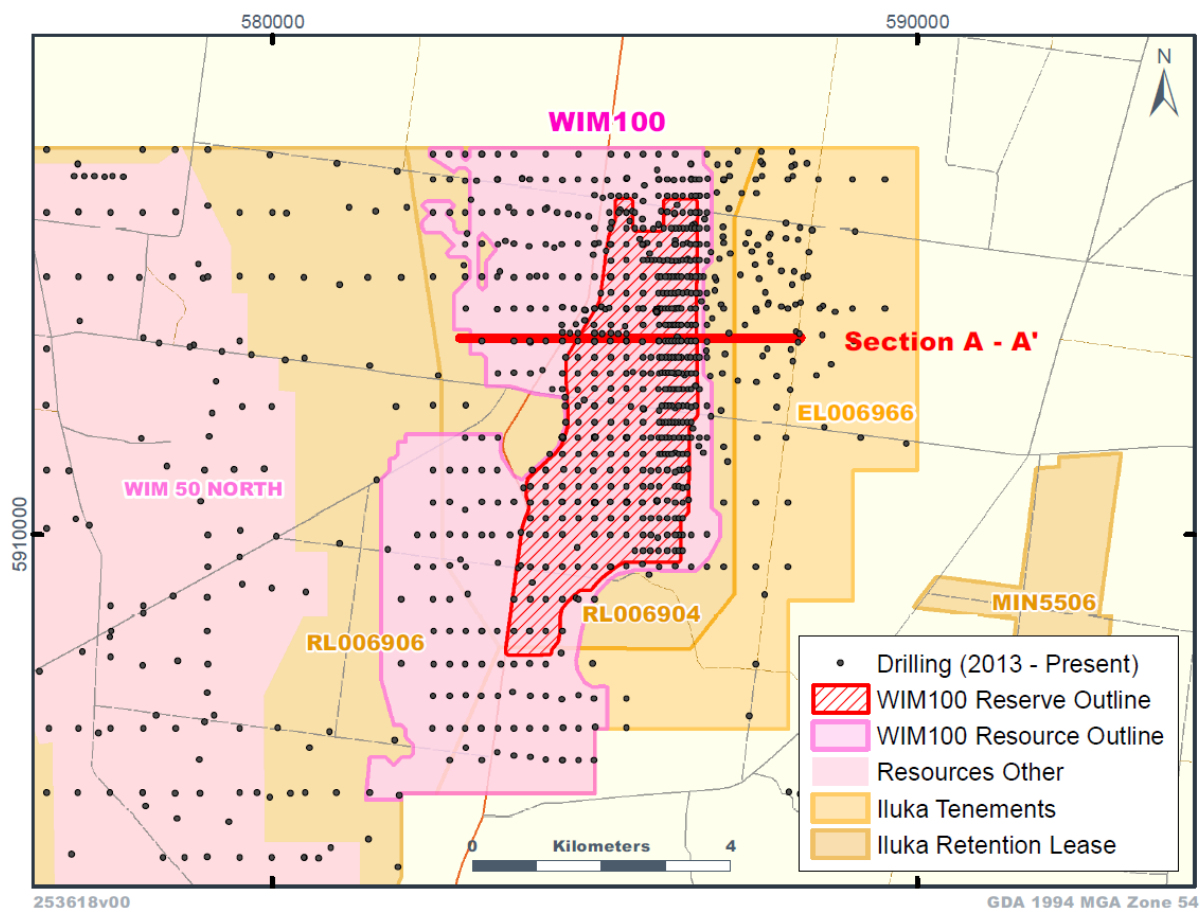 580000
590000
N
WIM100
Section A - A'
EL006966
WIM 50 NORTH
5910000
MIN5506
RL006904
RL006906
Drilling (2013 - Present)
WIM100 Reserve Outline
WIM100 Resource Outline
Resources Other
Iluka Tenements
Iluka Retention Lease
0 Kilometers 4
253618v00
GDA 1994 MGA Zone 54